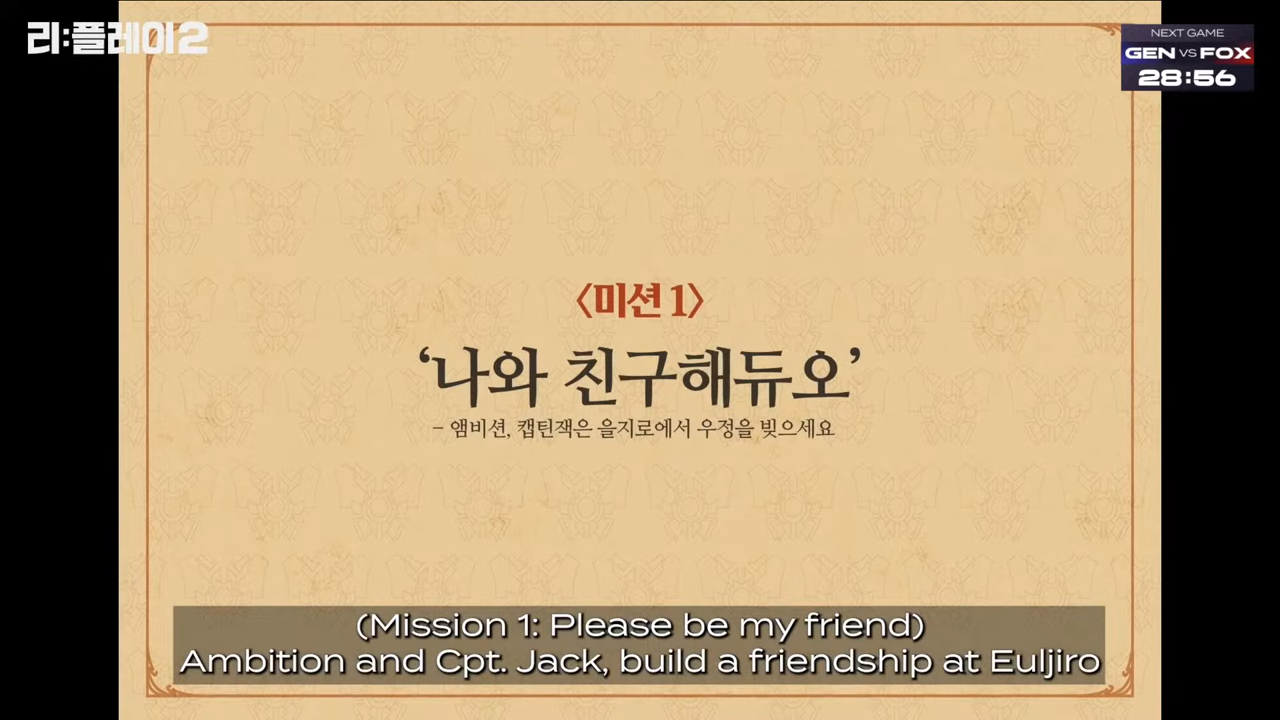 리:플레이2
NEXT GAME
GEN VS FOX
28:56
〈미션 1〉
‘나와 친구해듀오’
- 앰비션, 캡틴잭은 을지로에서 우정을 빚으세요
(Mission 1: Please be my friend)
Ambition and Cpt. Jack, build a friendship at Euljiro